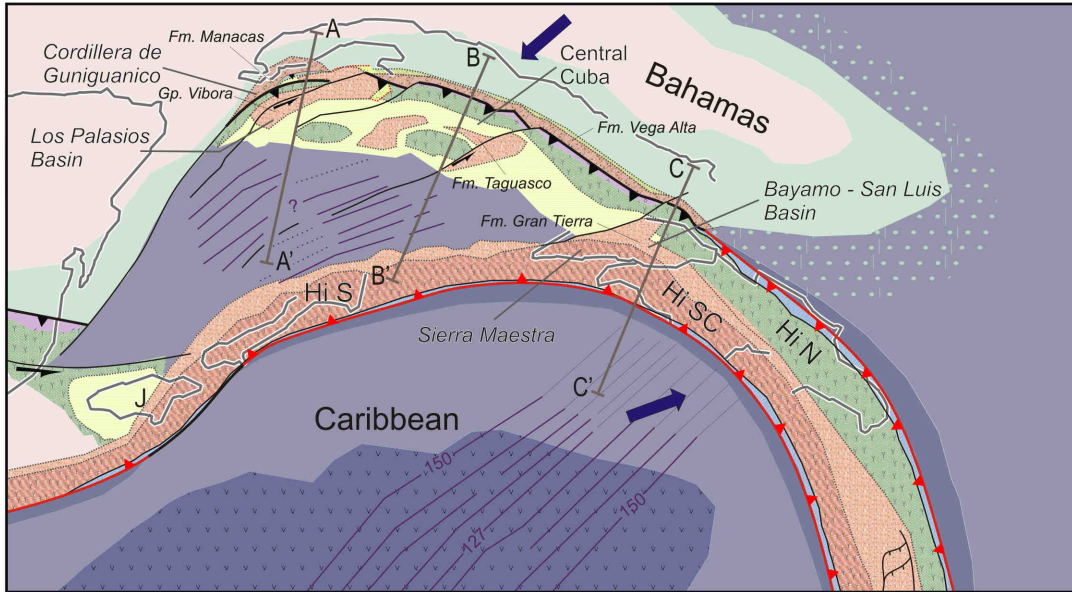 A
Fm. Manacas
Cordillera de
Guniguanico
B
Central
Cuba
Gp. Vibora
Bahamas
Los Palasios
Basin
Fm. Vega Alta
C
Fm. Taguasco
Bayamo - San Luis
Basin
?
Fm. Gran Tierra
A'
B'
Hi S
Hi SC
Sierra Maestra
Hi N
C'
J
Caribbean
150
150
127